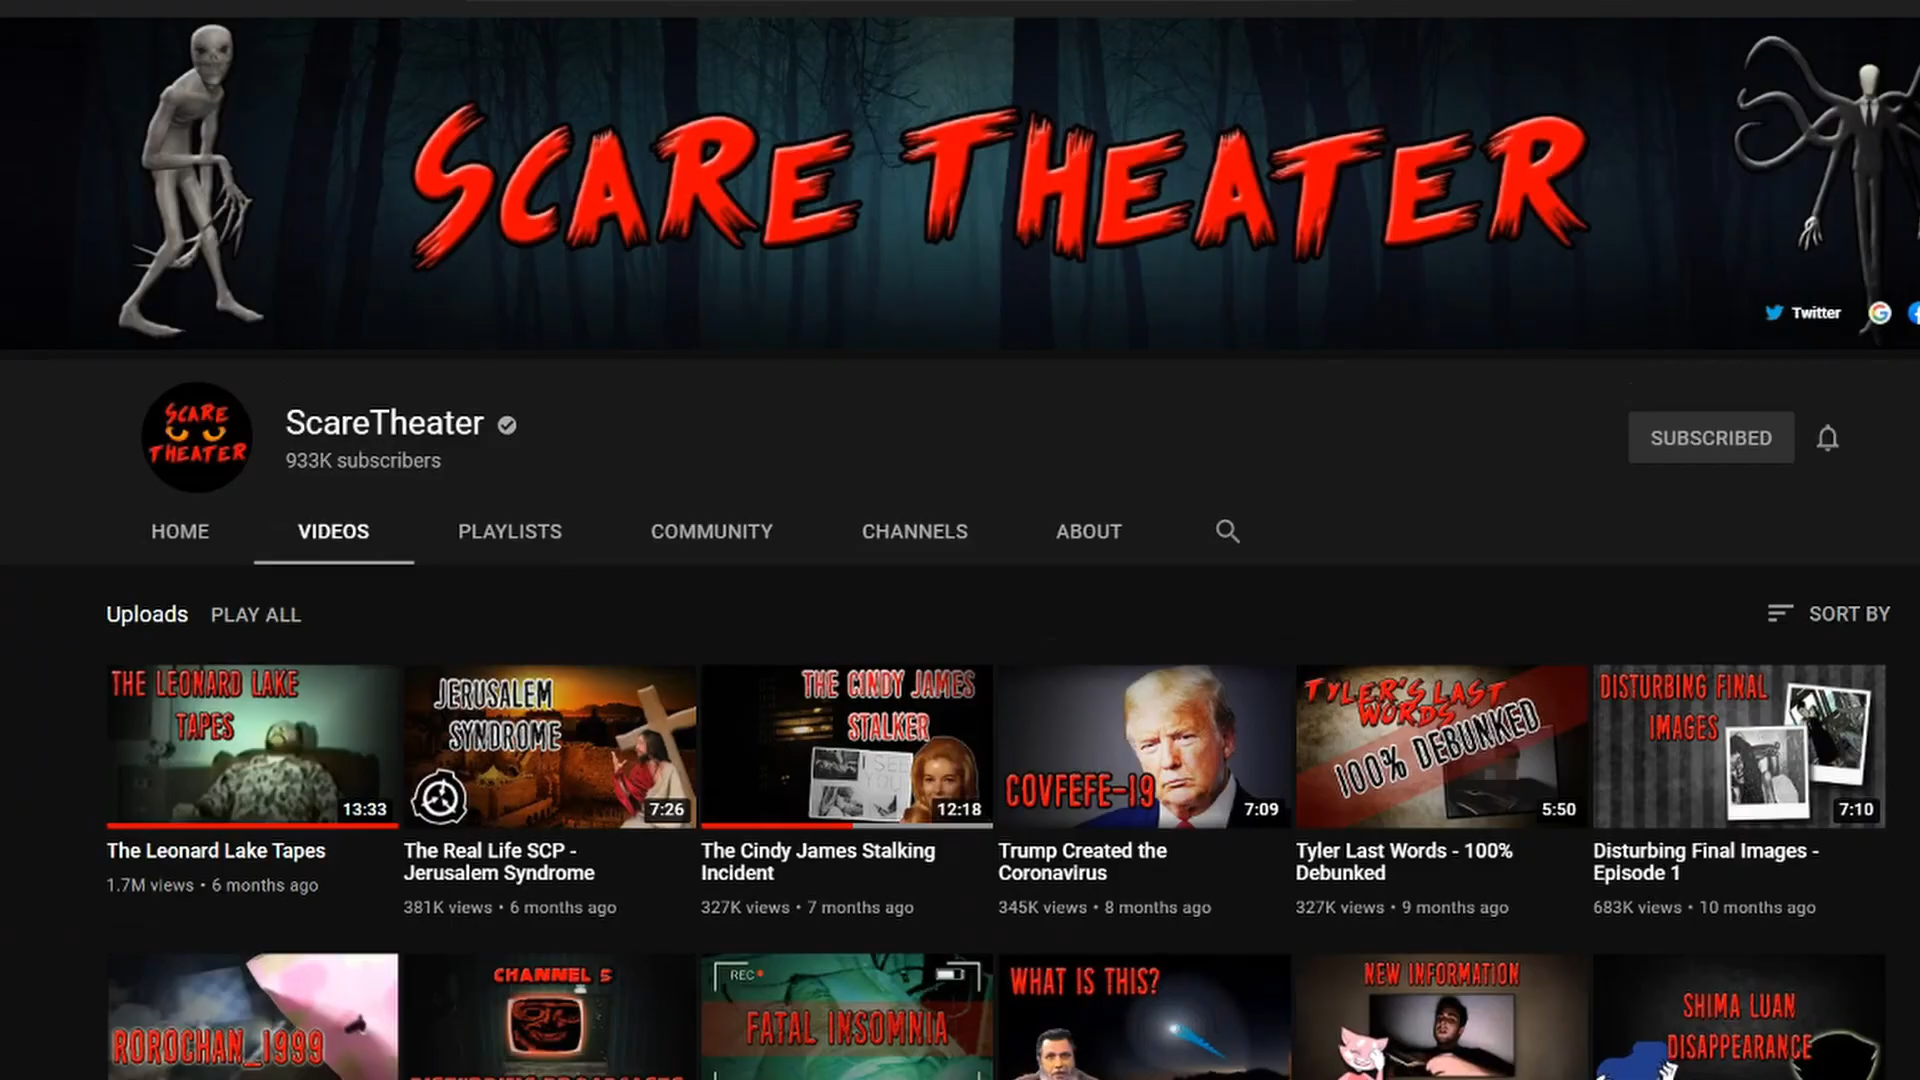 SCARE THEATER
Twitter
SCARE
THEATER
ScareTheater
933K subscribers
SUBSCRIBED
HOME
VIDEOS
PLAYLISTS
COMMUNITY
CHANNELS
ABOUT
Uploads
PLAY ALL
SORT BY
THE LEONARD LAKE
TAPES
13:33
JERUSALEM
SYNDROME
7:26
THE CINDY JAMES
STALKER
I SEE
YOU
12:18
COVFEFE-19
7:09
TYLER'S LAST
WORDS
100% DEBUNKED
5:50
DISTURBING FINAL
IMAGES
7:10
The Leonard Lake Tapes
1.7M views • 6 months ago
The Real Life SCP -
Jerusalem Syndrome
381K views • 6 months ago
The Cindy James Stalking
Incident
327K views • 7 months ago
Trump Created the
Coronavirus
345K views • 8 months ago
Tyler Last Words - 100%
Debunked
327K views • 9 months ago
Disturbing Final Images -
Episode 1
683K views • 10 months ago
ROROCHAN_1999
CHANNEL 5
REC
FATAL INSOMNIA
WHAT IS THIS?
NEW INFORMATION
SHIMA LUAN
DISAPPEARANCE